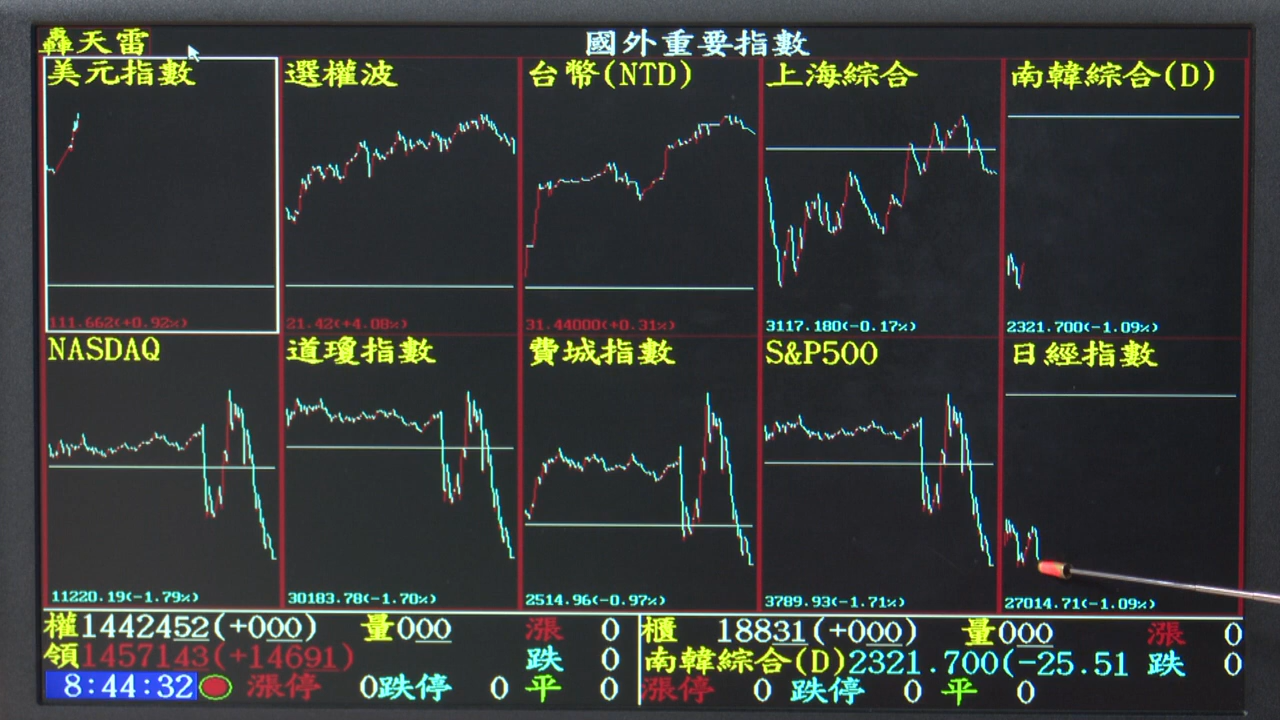 轟天雷
國外重要指數
美元指數 選權波 台幣(NTD) 上海綜合 南韓綜合(D)
111.662(+0.92%) 21.42(+4.08%) 31.44000(+0.31%) 3117.180(-0.17%) 2321.700(-1.09%)
NASDAQ 道瓊指數 費城指數 S&P500 日經指數
11220.19(-1.79%) 30183.78(-1.70%) 2514.96(-0.97%) 3789.93(-1.71%) 27014.71(-1.09%)
權1442452(+000) 量000 漲 0 櫃 18831(+000) 量000 漲 0
領1457143(+14691) 跌 0 南韓綜合(D)2321.700(-25.51 跌 0
8:44:32 漲停 0跌停 0 平 0 漲停 0 跌停 0 平 0